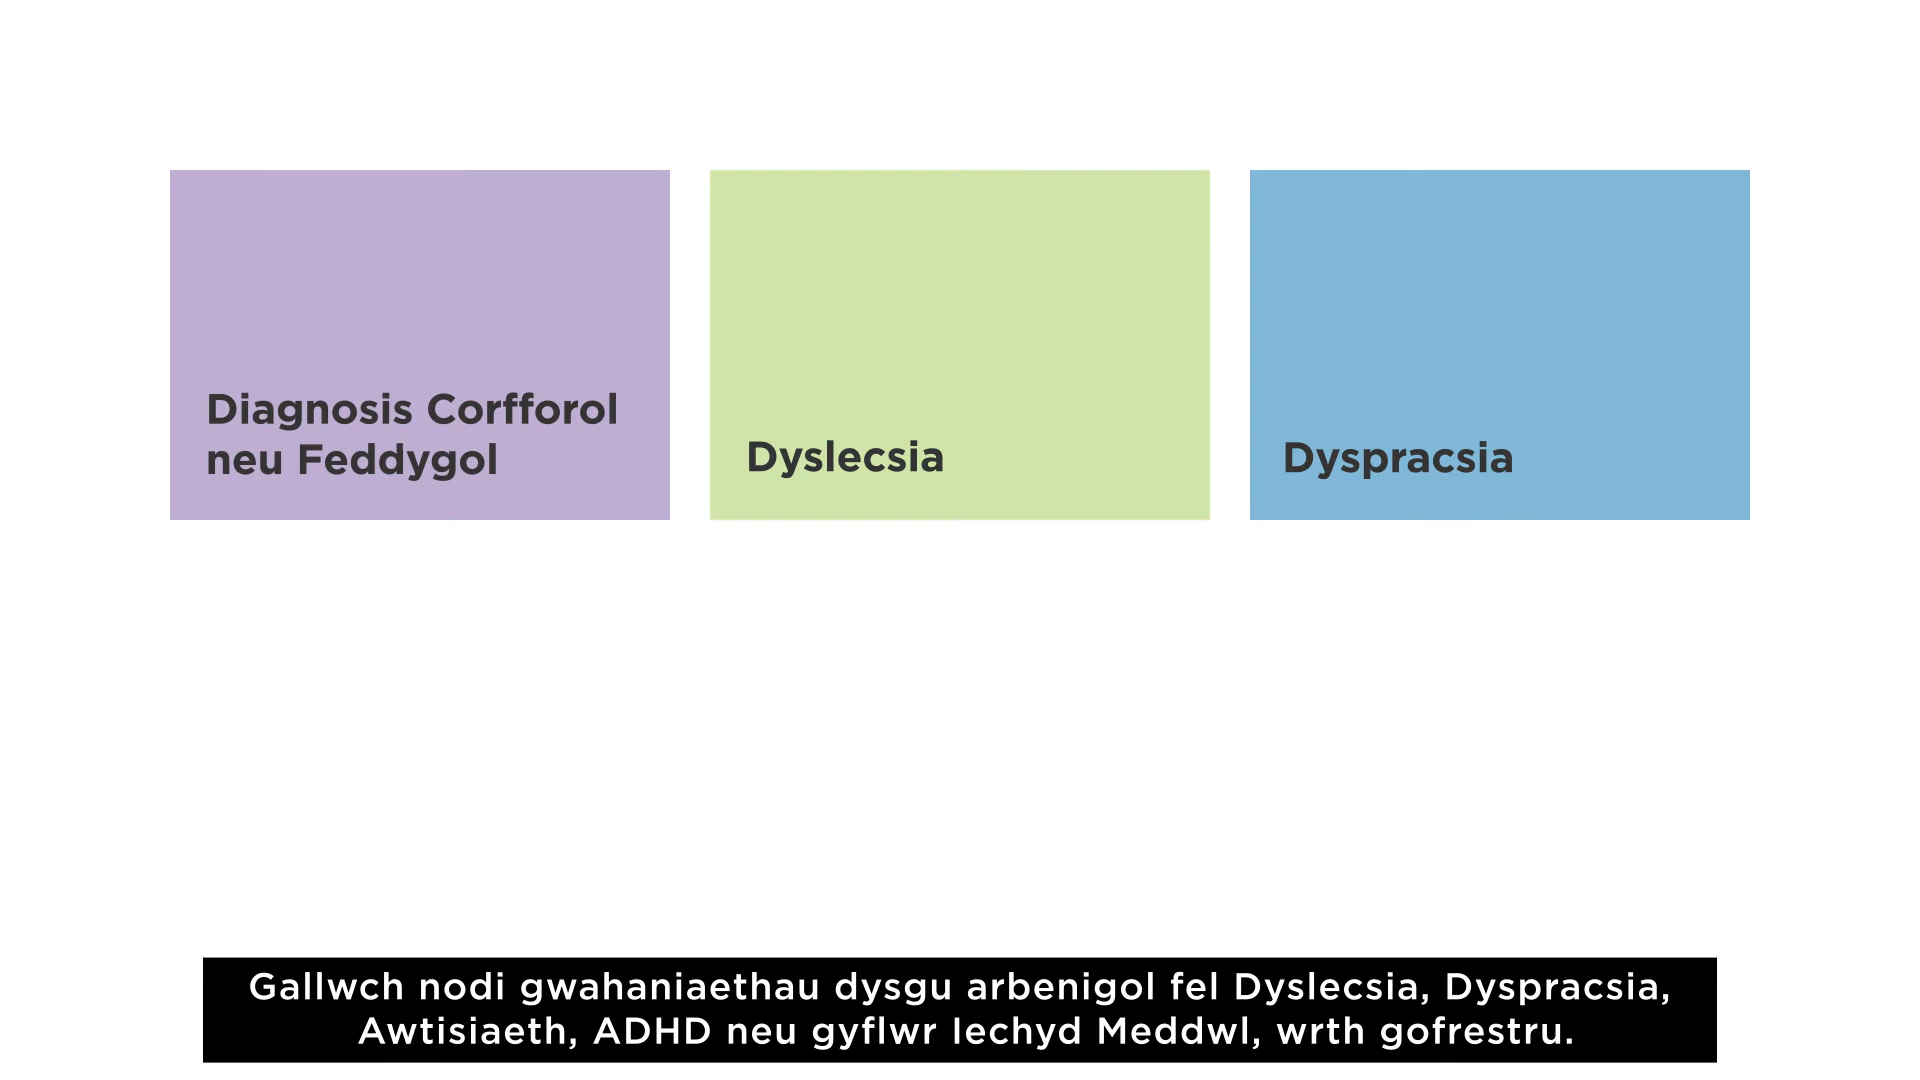 Diagnosis Corfforol
neu Feddygol
Dyslecsia
Dyspracsia
Gallwch nodi gwahaniaethau dysgu arbenigol fel Dyslecsia, Dyspracsia,
Awtisiaeth, ADHD neu gyflwr Iechyd Meddwl, wrth gofrestru.